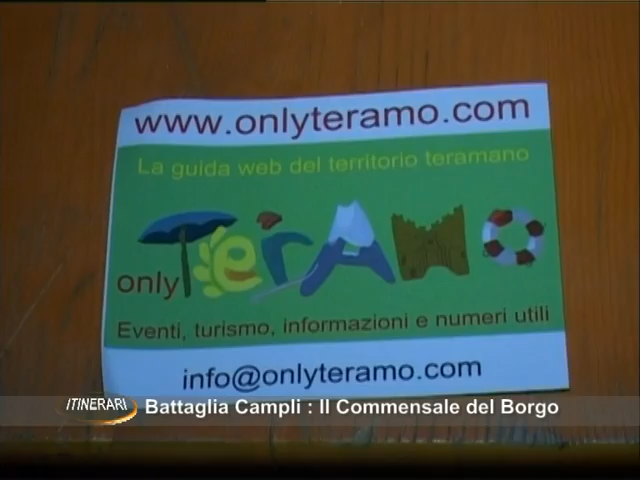 www.onlyteramo.com
La guida web del territorio teramano
only TerAMO
Eventi, turismo, informazioni e numeri utili
info@onlyteramo.com
ITINERARI Battaglia Campli : Il Commensale del Borgo